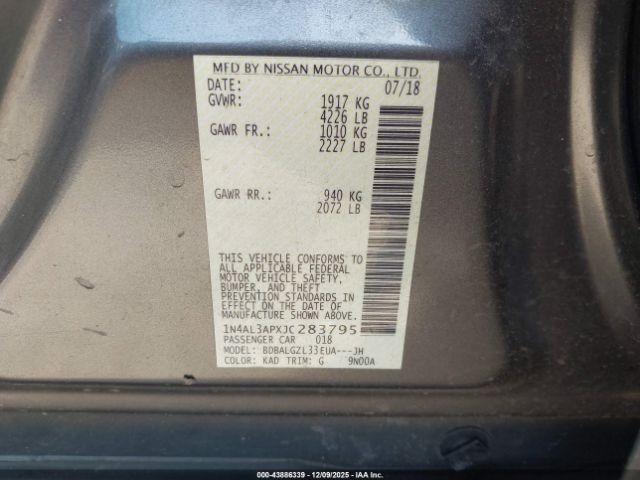 MFD BY NISSAN MOTOR CO., LTD.
DATE: 07/18
GVWR: 1917 KG
4226 LB
GAWR FR.: 1010 KG
2227 LB
GAWR RR.: 940 KG
2072 LB
THIS VEHICLE CONFORMS TO
ALL APPLICABLE FEDERAL
MOTOR VEHICLE SAFETY,
BUMPER, AND THEFT
PREVENTION STANDARDS IN
EFFECT ON THE DATE OF
MANUFACTURE SHOWN ABOVE.
1N4AL3APXJC283795
PASSENGER CAR 018
MODEL: BDBALGZL33EUA---JH
COLOR: KAD TRIM: G 9N00A
000-43886339 | 12/09/2025 | IAA Inc.